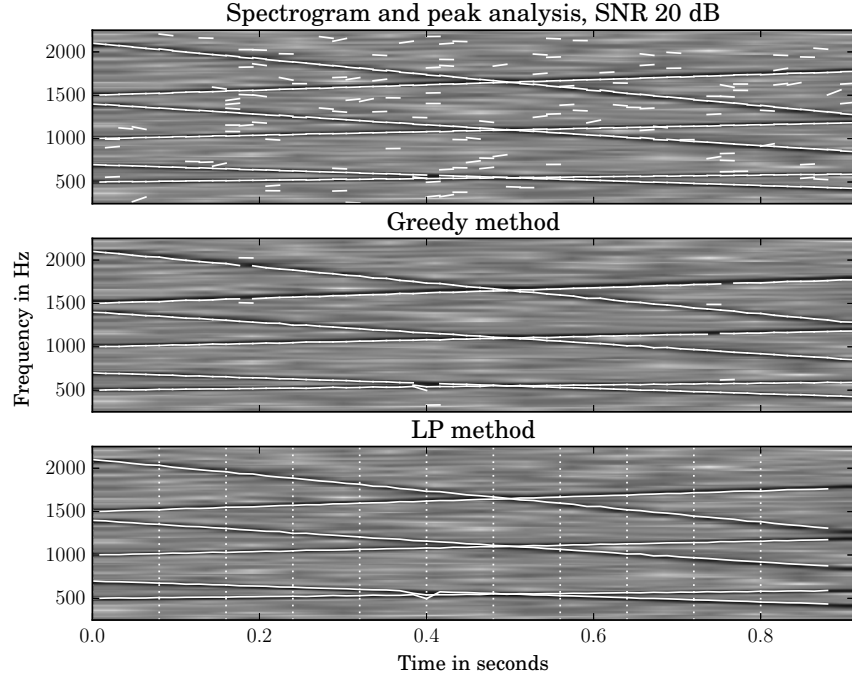 Spectrogram and peak analysis, SNR 20 dB
2000
1500
1000
500
Greedy method
Frequency in Hz
2000
1500
1000
500
LP method
2000
1500
1000
500
0.0 0.2 0.4 0.6 0.8
Time in seconds